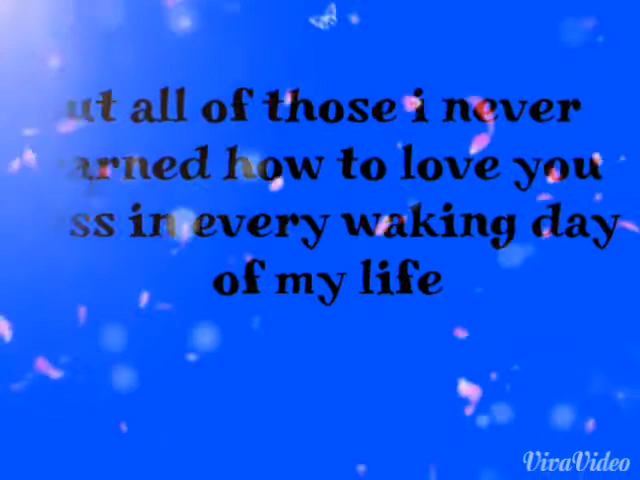 ut all of those i never
arned how to love you
ss in every waking day
of my life
VivaVideo